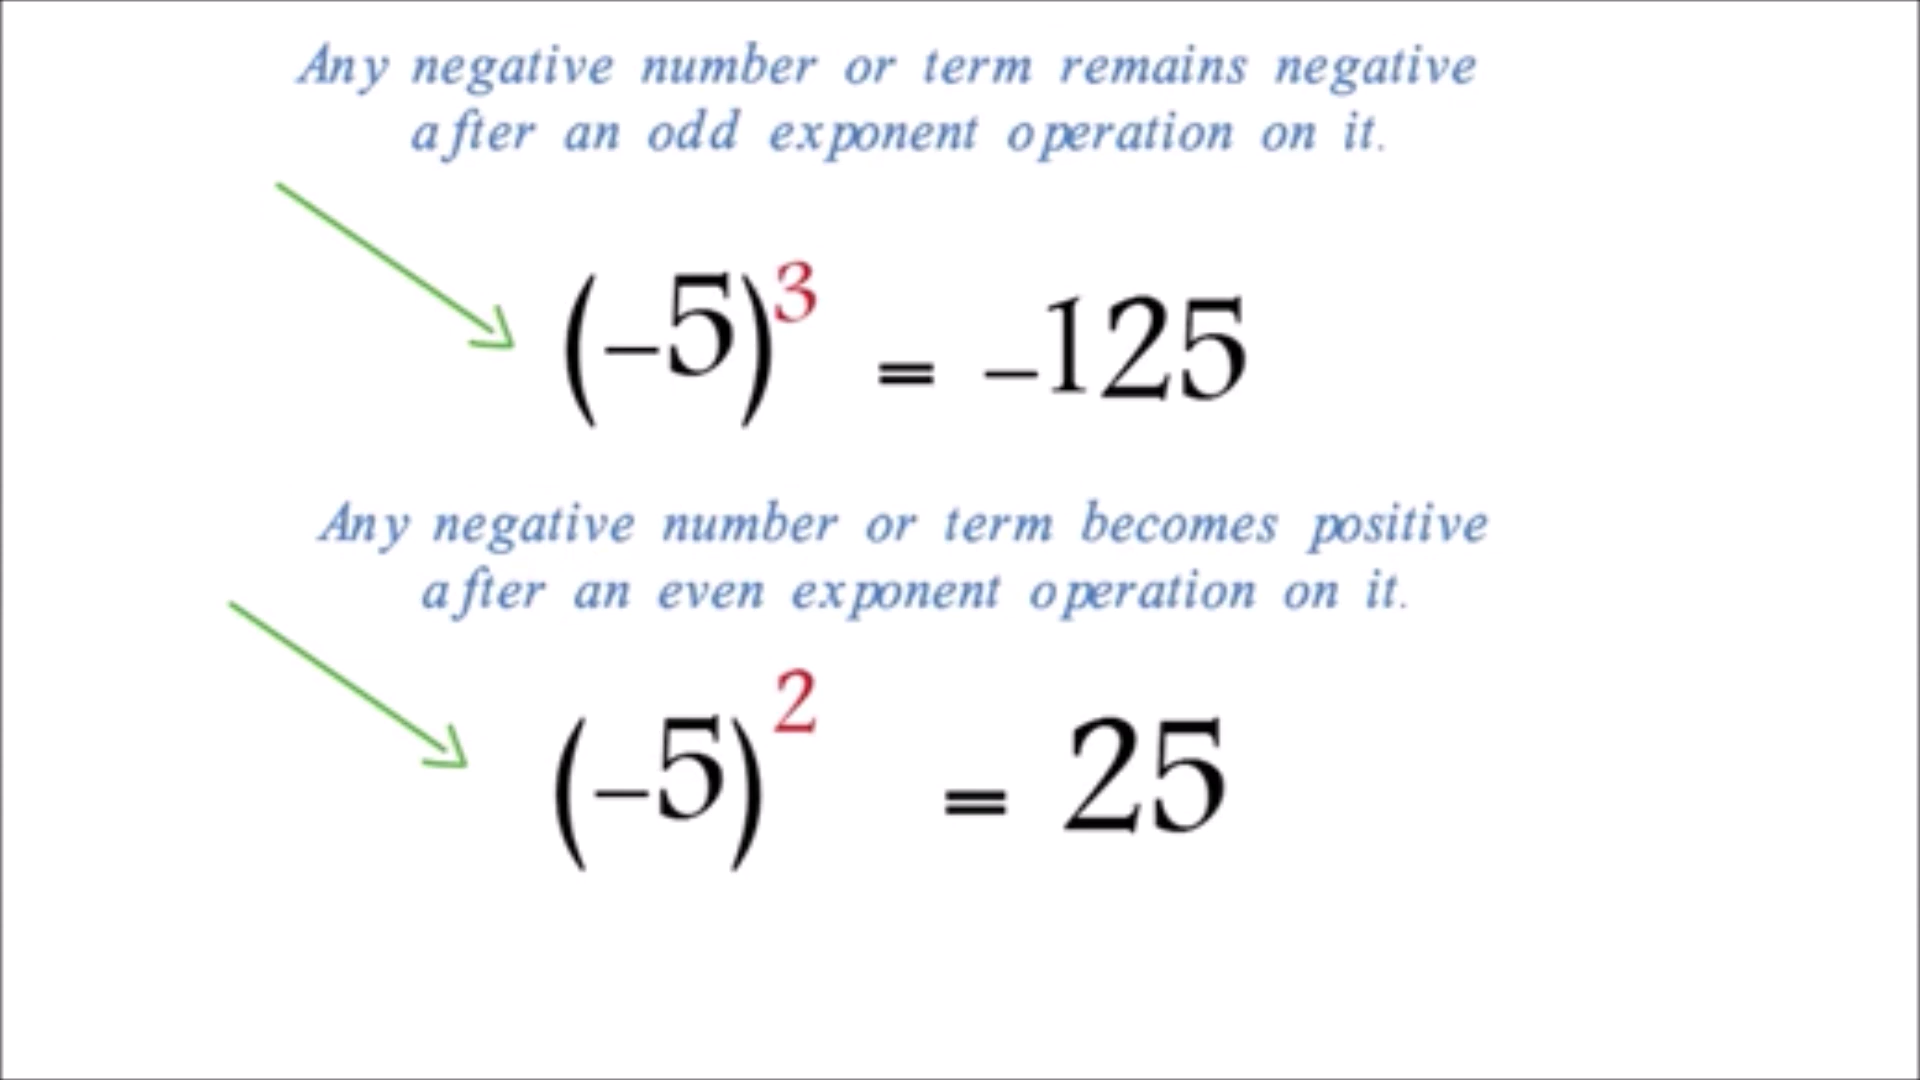 Any negative number or term remains negative
after an odd exponent operation on it.
(–5)³ = –125
Any negative number or term becomes positive
after an even exponent operation on it.
(–5)² = 25